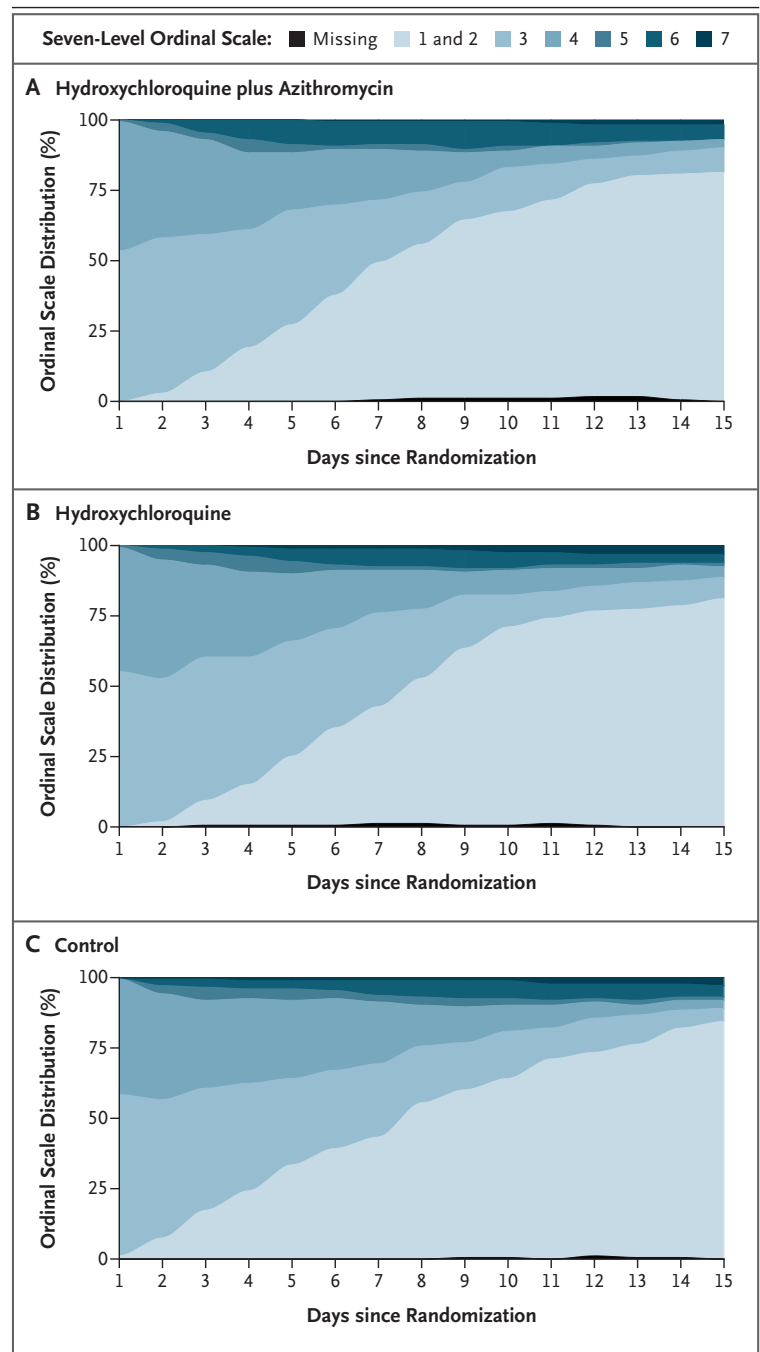 Seven-Level Ordinal Scale: Missing 1 and 2 3 4 5 6 7
A Hydroxychloroquine plus Azithromycin
Ordinal Scale Distribution (%)
100
75
50
25
0
1 2 3 4 5 6 7 8 9 10 11 12 13 14 15
Days since Randomization
B Hydroxychloroquine
Ordinal Scale Distribution (%)
100
75
50
25
0
1 2 3 4 5 6 7 8 9 10 11 12 13 14 15
Days since Randomization
C Control
Ordinal Scale Distribution (%)
100
75
50
25
0
1 2 3 4 5 6 7 8 9 10 11 12 13 14 15
Days since Randomization